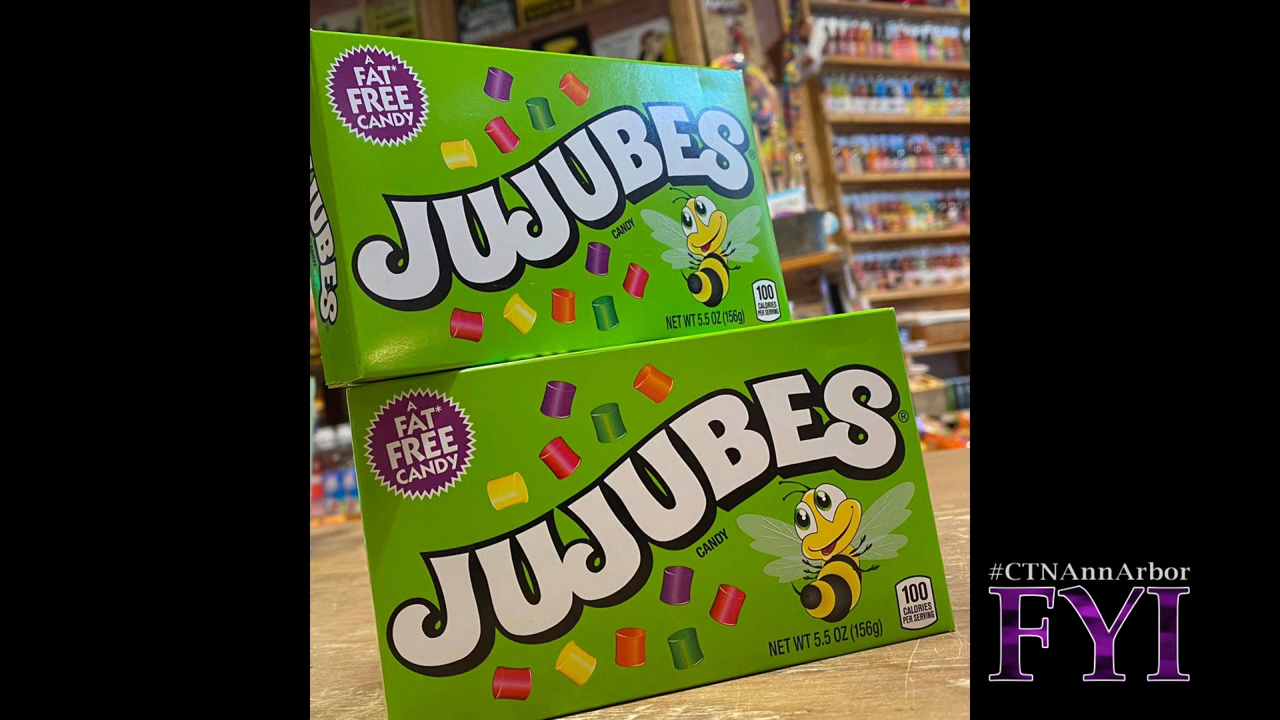 A
FAT*
FREE
CANDY
JUJUBES
®
CANDY
100
CALORIES
PER SERVING
NET WT 5.5 OZ (156g)
JUJUBES
A
FAT*
FREE
CANDY
JUJUBES
®
CANDY
100
CALORIES
PER SERVING
NET WT 5.5 OZ (156g)
#CTNAnnArbor
FYI